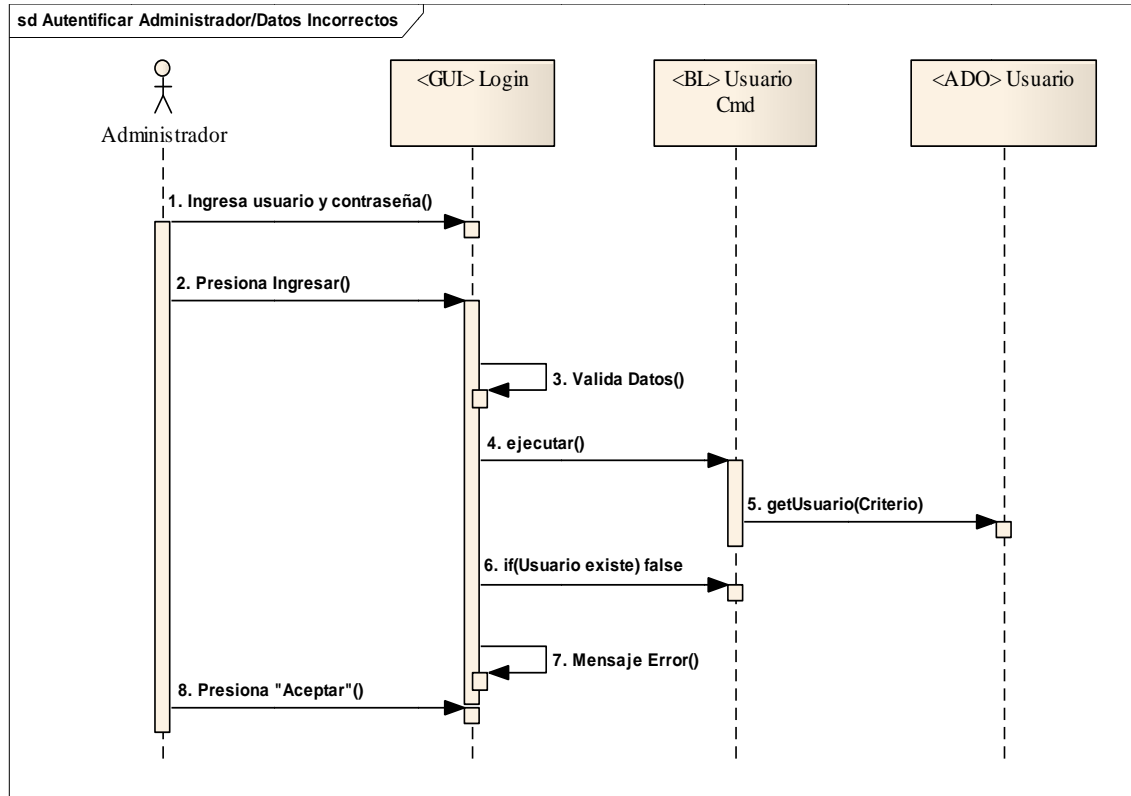 sd Autentificar Administrador/Datos Incorrectos
Administrador
<GUI> Login
<BL> Usuario
Cmd
<ADO> Usuario
1. Ingresa usuario y contraseña()
2. Presiona Ingresar()
3. Valida Datos()
4. ejecutar()
5. getUsuario(Criterio)
6. if(Usuario existe) false
7. Mensaje Error()
8. Presiona "Aceptar"()